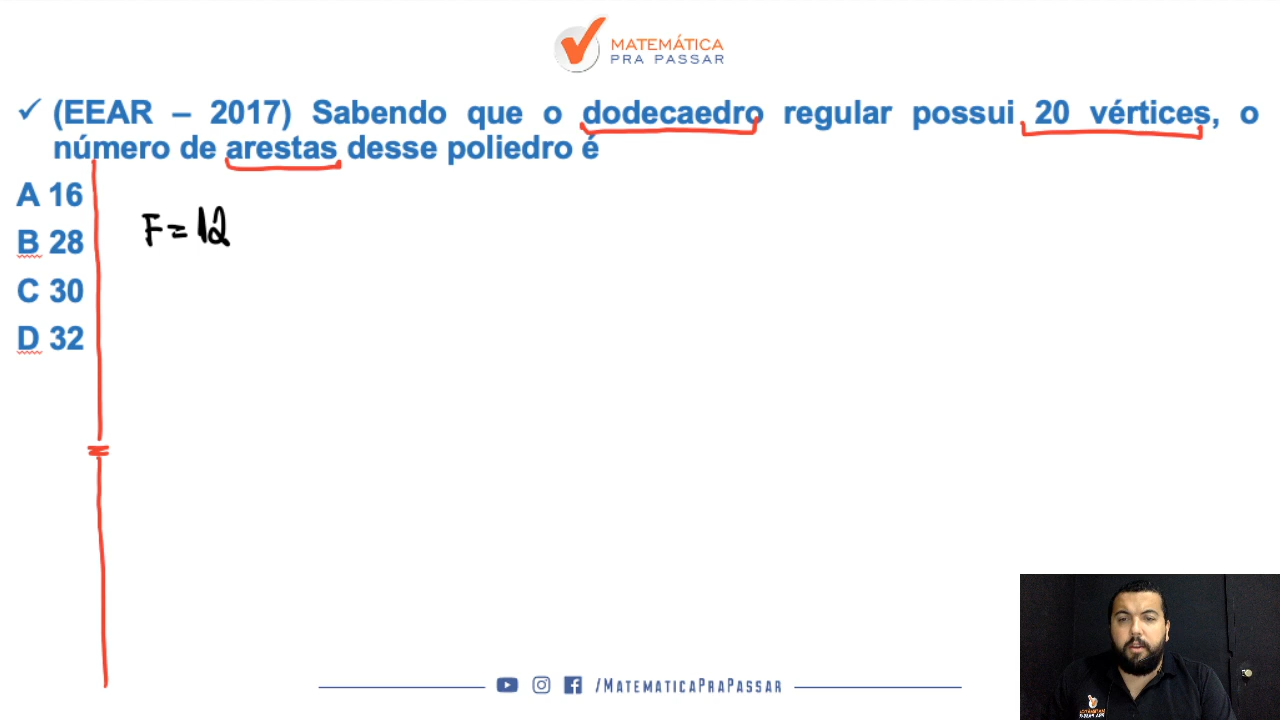 MATEMÁTICA
PRA PASSAR
✓ (EEAR – 2017) Sabendo que o dodecaedro regular possui 20 vértices, o
número de arestas desse poliedro é
A 16
B 28
C 30
D 32
F = 12
/MATEMATICAPRAPASSAR